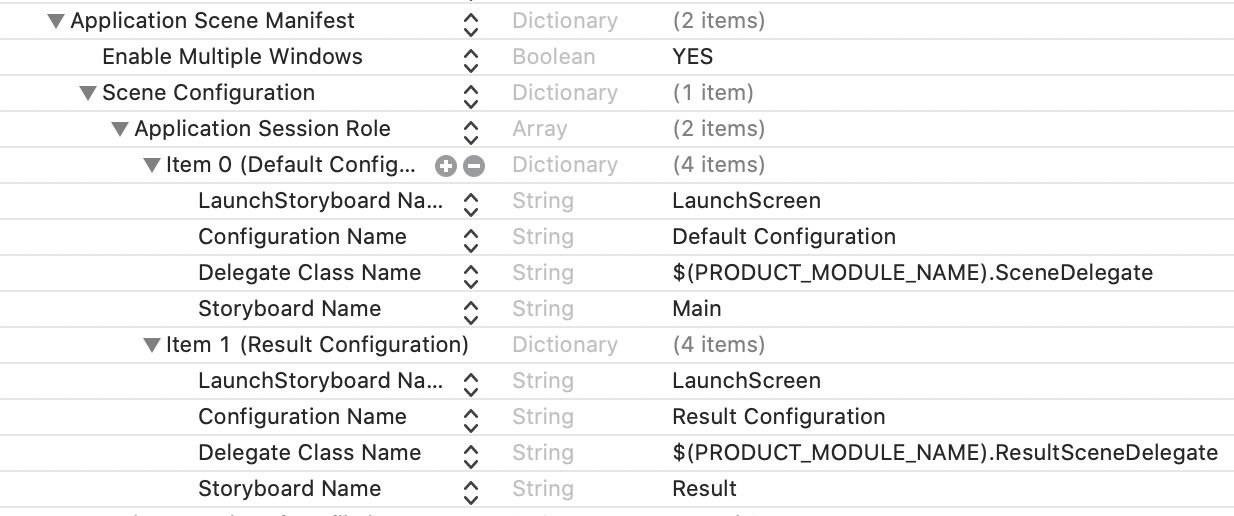 Application Scene Manifest Dictionary (2 items)
Enable Multiple Windows Boolean YES
Scene Configuration Dictionary (1 item)
Application Session Role Array (2 items)
Item 0 (Default Config... Dictionary (4 items)
LaunchStoryboard Na... String LaunchScreen
Configuration Name String Default Configuration
Delegate Class Name String $(PRODUCT_MODULE_NAME).SceneDelegate
Storyboard Name String Main
Item 1 (Result Configuration) Dictionary (4 items)
LaunchStoryboard Na... String LaunchScreen
Configuration Name String Result Configuration
Delegate Class Name String $(PRODUCT_MODULE_NAME).ResultSceneDelegate
Storyboard Name String Result